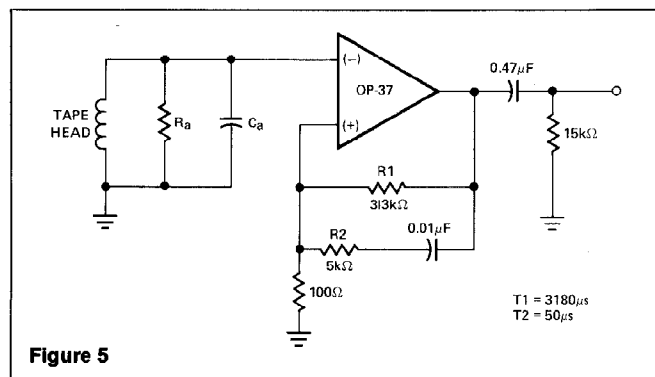 0.47µF
(−)
OP-37
TAPE
HEAD
Ra
Ca
(+)
15kΩ
R1
3I3kΩ
R2
0.01µF
5kΩ
100Ω
T1 = 3180µs
T2 = 50µs
Figure 5